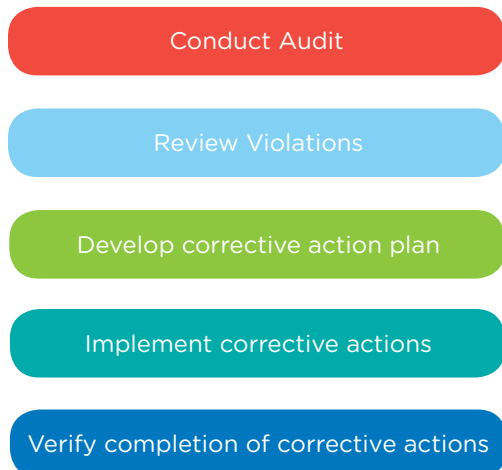 Conduct Audit
Review Violations
Develop corrective action plan
Implement corrective actions
Verify completion of corrective actions